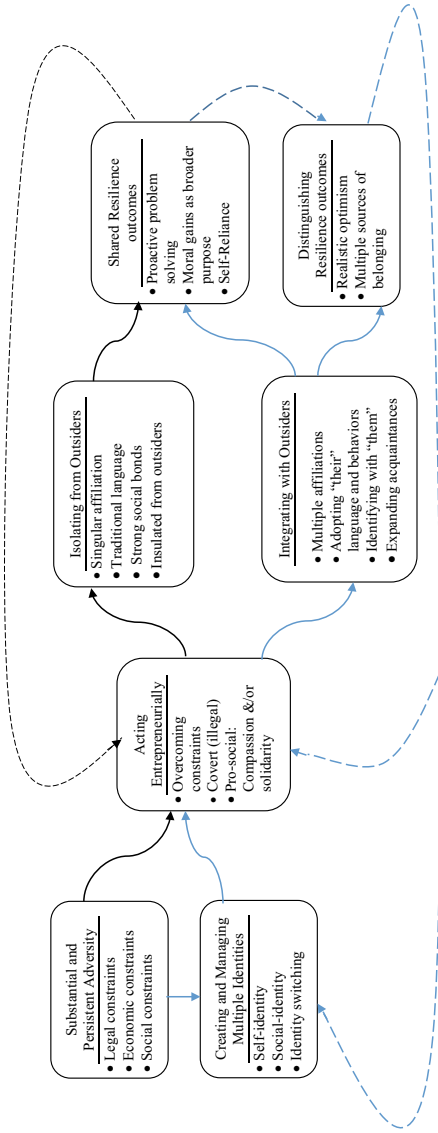 Substantial and
Persistent Adversity
• Legal constraints
• Economic constraints
• Social constraints
Creating and Managing
Multiple Identities
• Self-identity
• Social-identity
• Identity switching
Acting
Entrepreneurially
• Overcoming
constraints
• Covert (illegal)
• Pro-social:
Compassion &/or
solidarity
Isolating from Outsiders
• Singular affiliation
• Traditional language
• Strong social bonds
• Insulated from outsiders
Integrating with Outsiders
• Multiple affiliations
• Adopting “their”
language and behaviors
• Identifying with “them”
• Expanding acquaintances
Shared Resilience
outcomes
• Proactive problem
solving
• Moral gains as broader
purpose
• Self-Reliance
Distinguishing
Resilience outcomes
• Realistic optimism
• Multiple sources of
belonging